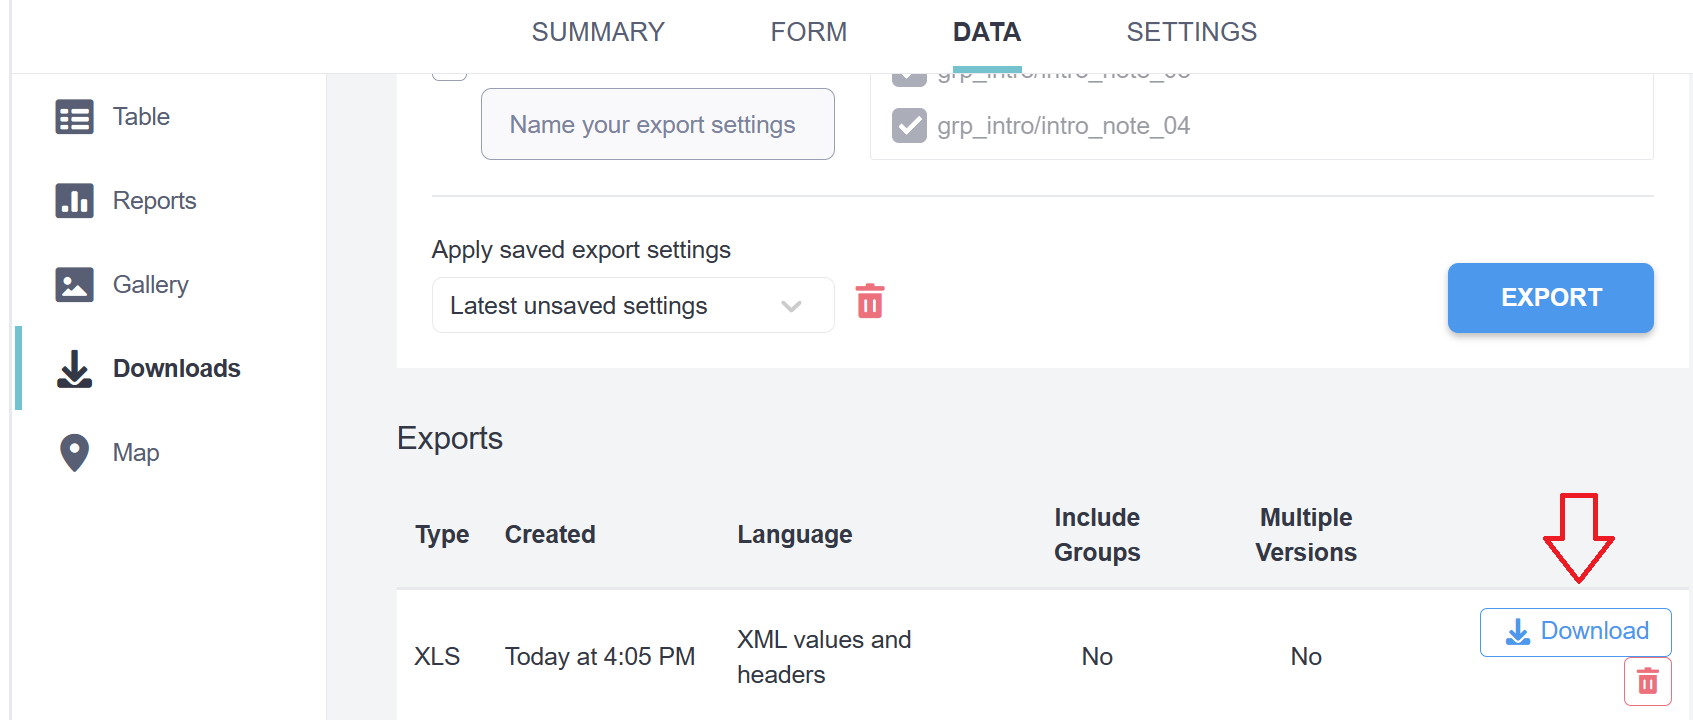 SUMMARY FORM DATA SETTINGS
Table
Reports
Gallery
Downloads
Map
Name your export settings
grp_intro/intro_note_03
grp_intro/intro_note_04
Apply saved export settings
Latest unsaved settings
EXPORT
Exports
Type Created Language Include Groups Multiple Versions
XLS Today at 4:05 PM XML values and headers No No Download